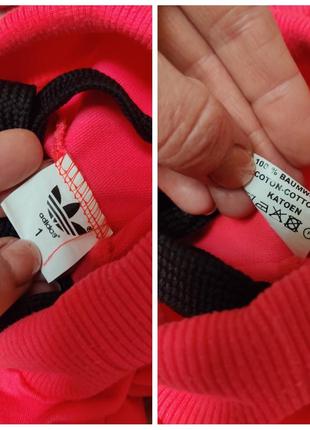 adidas
1
100 % BAUMW
COTON-COTTO
KATOEN